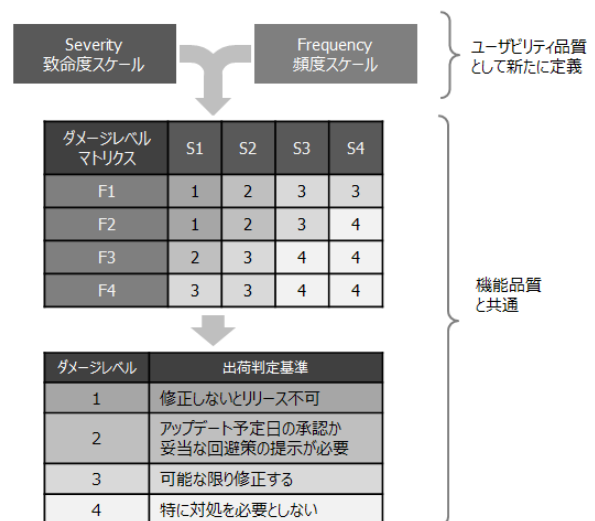 Severity
致命度スケール
Frequency
頻度スケール
ユーザビリティ品質
として新たに定義
ダメージレベル
マトリクス
S1 S2 S3 S4
F1 1 2 3 3
F2 1 2 3 4
F3 2 3 4 4
F4 3 3 4 4
機能品質
と共通
ダメージレベル 出荷判定基準
1 修正しないとリリース不可
2 アップデート予定日の承認か
妥当な回避策の提示が必要
3 可能な限り修正する
4 特に対処を必要としない